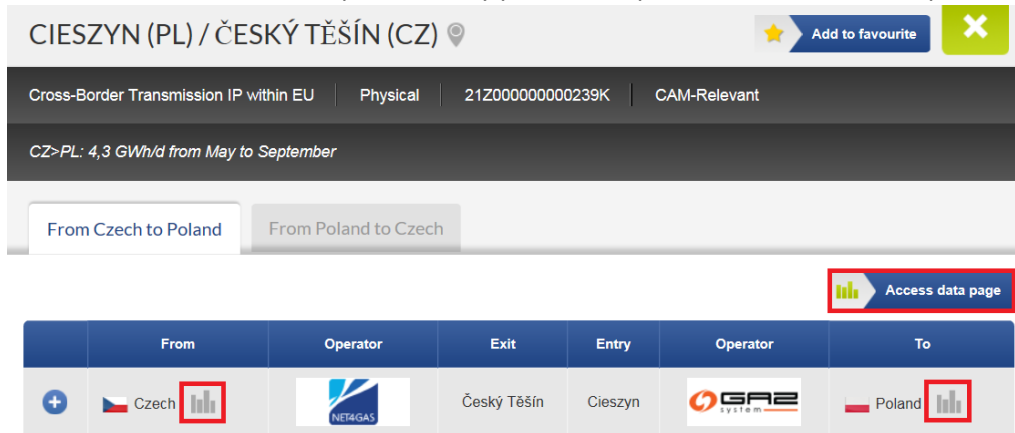 CIESZYN (PL) / ČESKÝ TĚŠÍN (CZ)
Add to favourite
Cross-Border Transmission IP within EU Physical 21Z000000000239K CAM-Relevant
CZ>PL: 4,3 GWh/d from May to September
From Czech to Poland From Poland to Czech
Access data page
From Operator Exit Entry Operator To
Czech NET4GAS Český Těšín Cieszyn GAZ system Poland